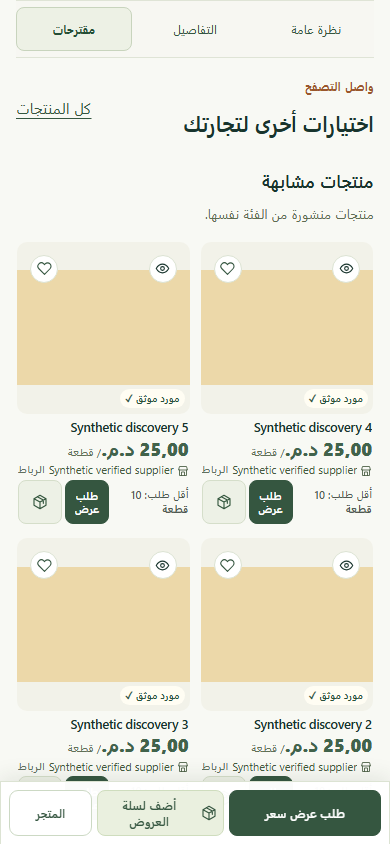 نظرة عامة
التفاصيل
مقترحات
واصل التصفح
اختيارات أخرى لتجارتك
كل المنتجات
منتجات مشابهة
منتجات منشورة من الفئة نفسها.
مورد موثق ✓
Synthetic discovery 4
25,00 د.م./ قطعة
Synthetic verified supplier الرباط
أقل طلب: 10
قطعة
طلب
عرض
مورد موثق ✓
Synthetic discovery 5
25,00 د.م./ قطعة
Synthetic verified supplier الرباط
أقل طلب: 10
قطعة
طلب
عرض
مورد موثق ✓
Synthetic discovery 2
25,00 د.م./ قطعة
Synthetic verified supplier الرباط
مورد موثق ✓
Synthetic discovery 3
25,00 د.م./ قطعة
Synthetic verified supplier الرباط
طلب عرض سعر
أضف لسلة
العروض
المتجر